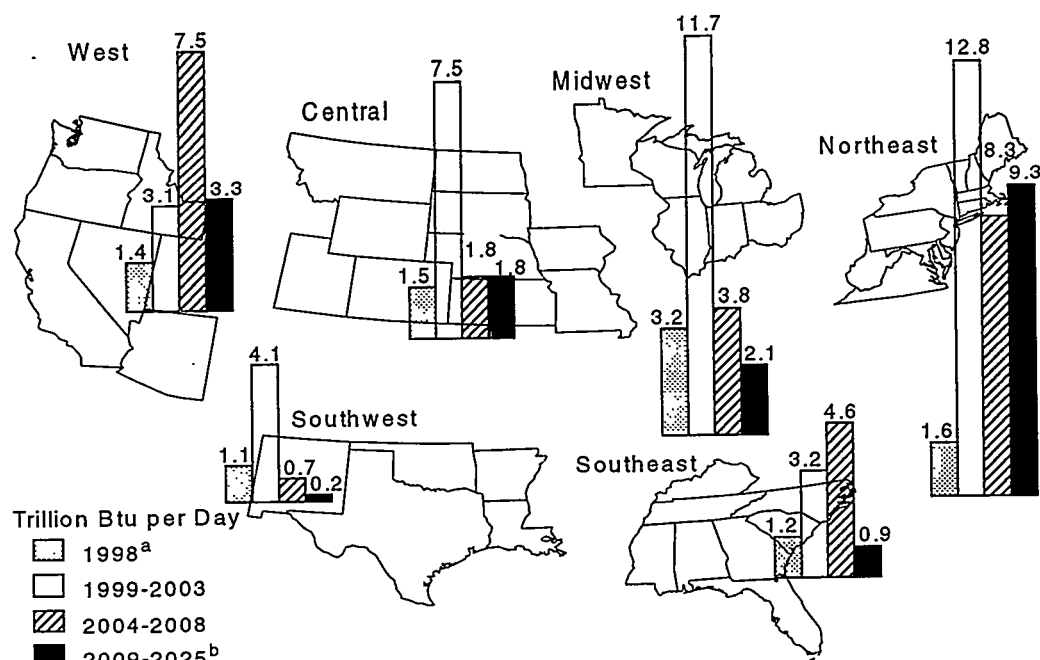 West
7.5
3.1
3.3
1.4
Central
7.5
1.5
1.8
1.8
Midwest
11.7
3.2
3.8
2.1
Northeast
12.8
8.3
9.3
1.6
Southwest
4.1
1.1
0.7
0.2
Southeast
4.6
3.2
1.2
0.9
Trillion Btu per Day
1998a
1999-2003
2004-2008
2009-2025b